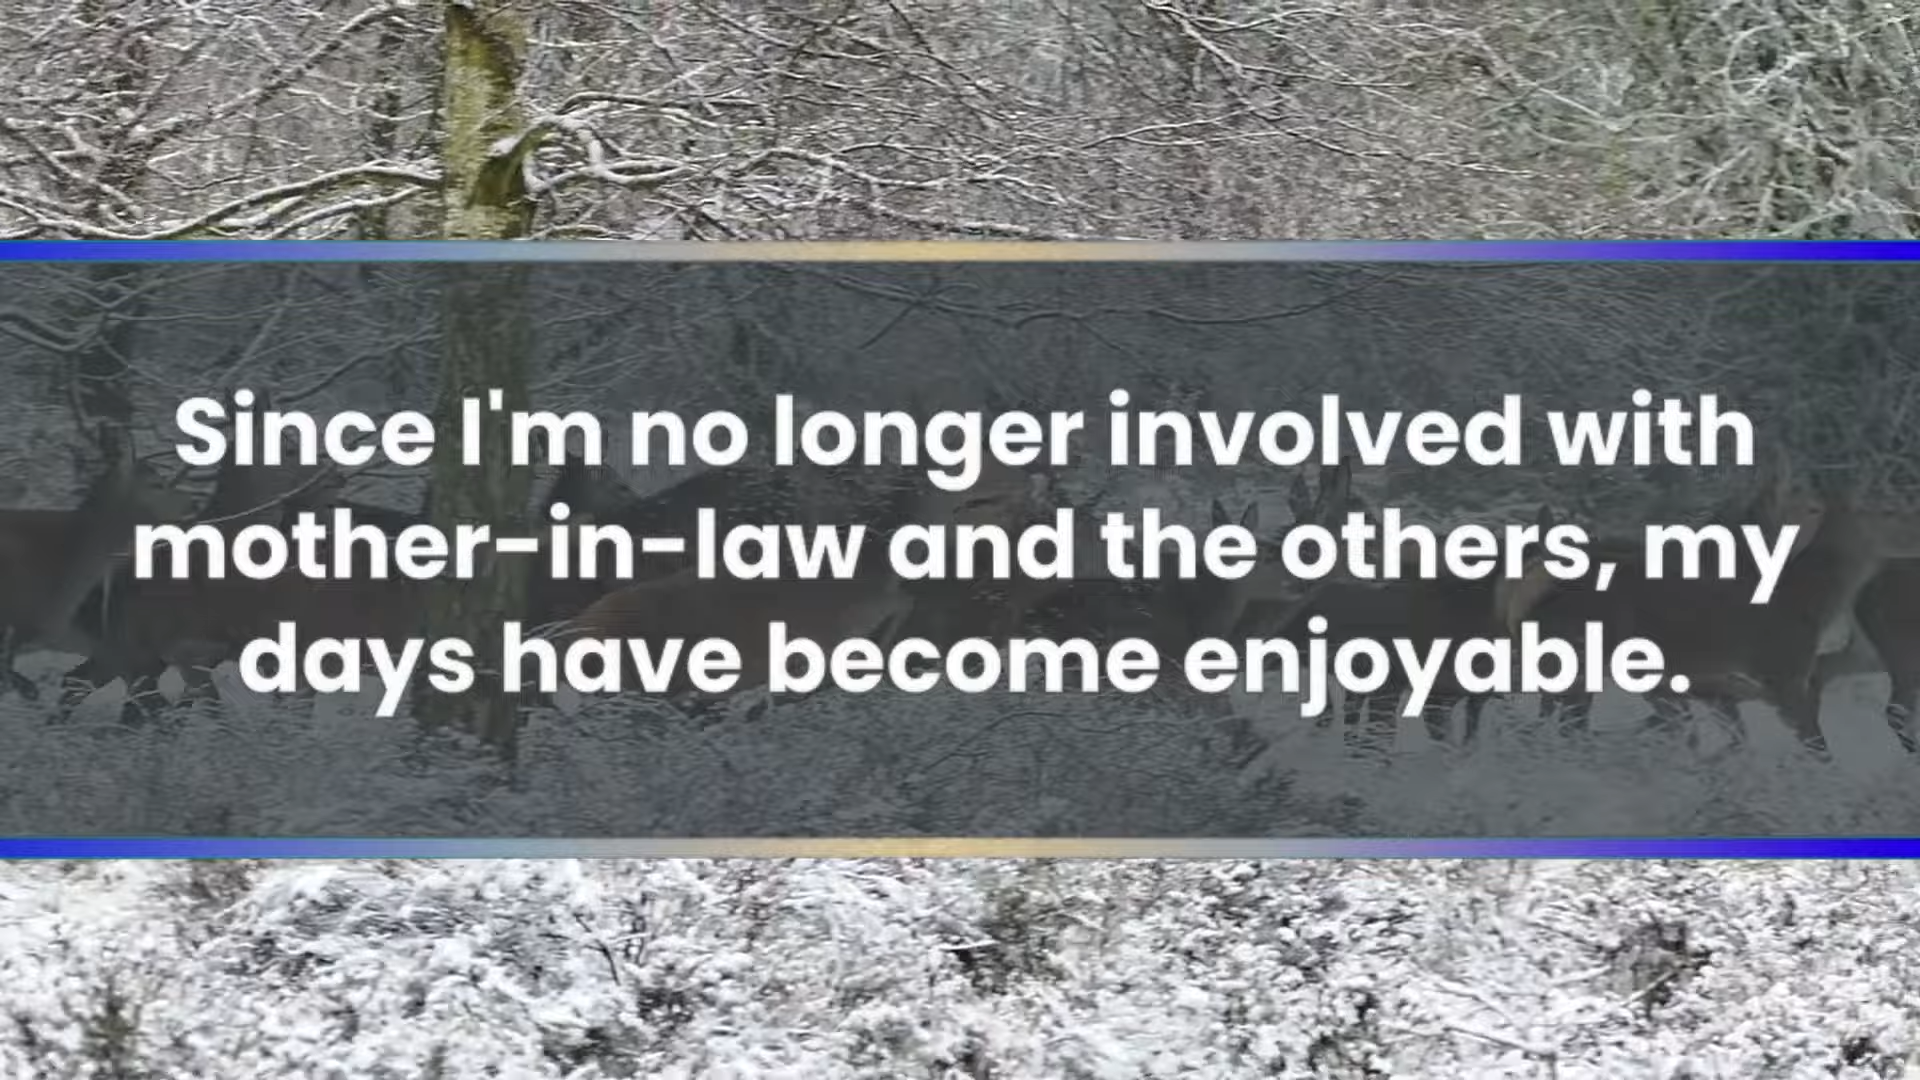 Since I'm no longer involved with
mother-in-law and the others, my
days have become enjoyable.